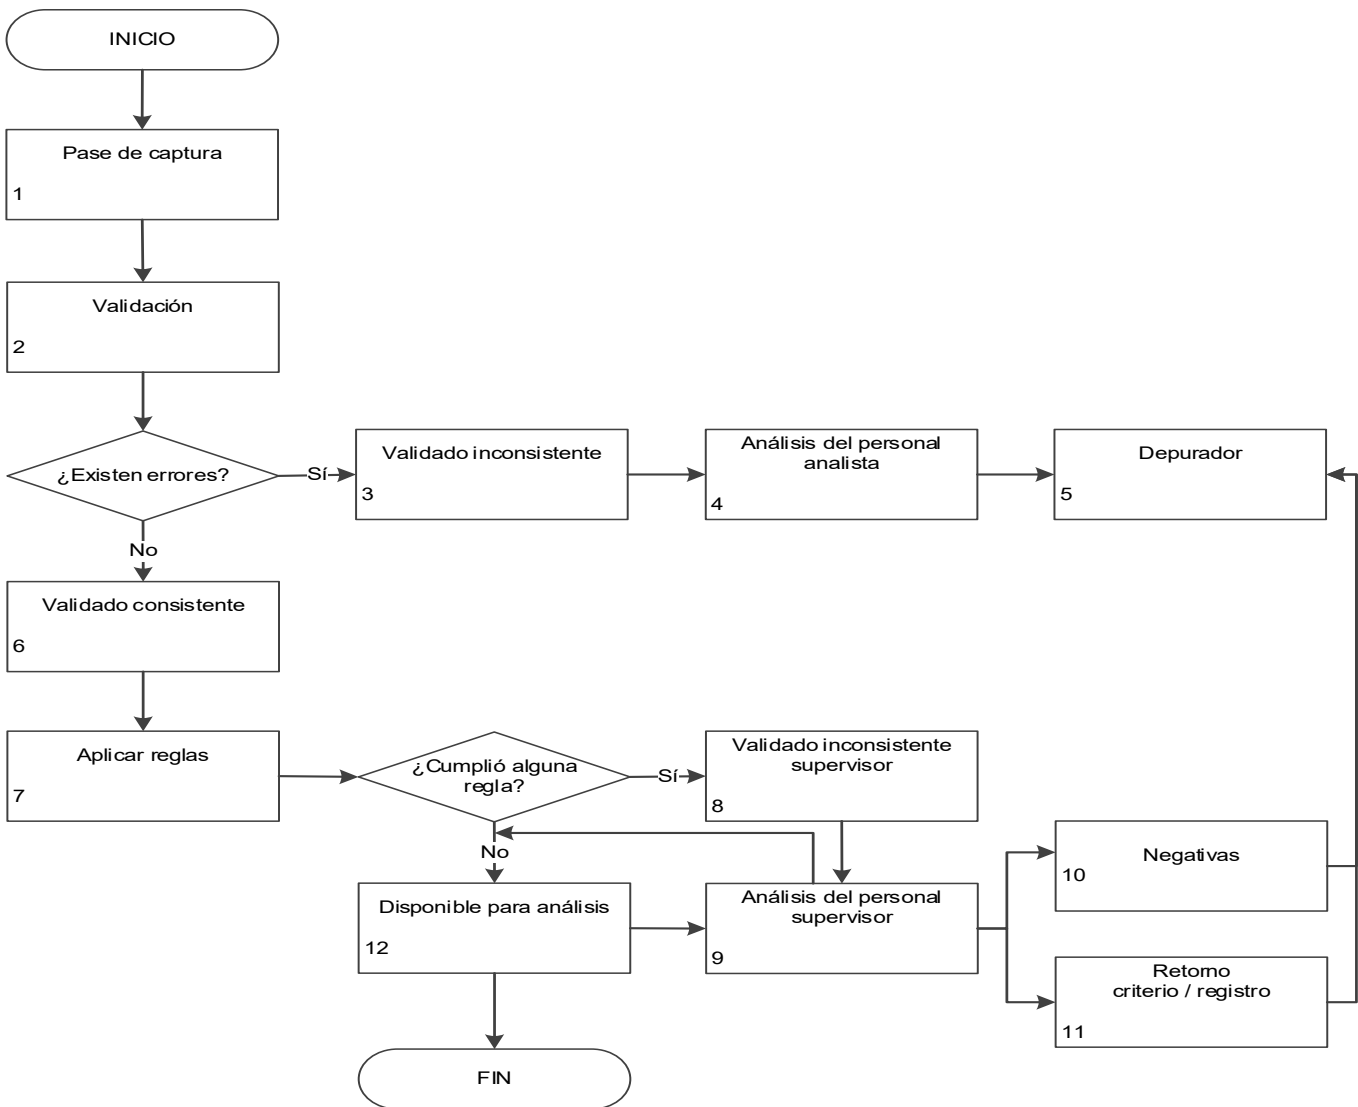 INICIO
Pase de captura
1
Validación
2
¿Existen errores?
Sí
Validado inconsistente
3
Análisis del personal
analista
4
Depurador
5
No
Validado consistente
6
Aplicar reglas
7
¿Cumplió alguna
regla?
Sí
Validado inconsistente
supervisor
8
No
Disponible para análisis
12
Análisis del personal
supervisor
9
Negativas
10
Retorno
criterio / registro
11
FIN